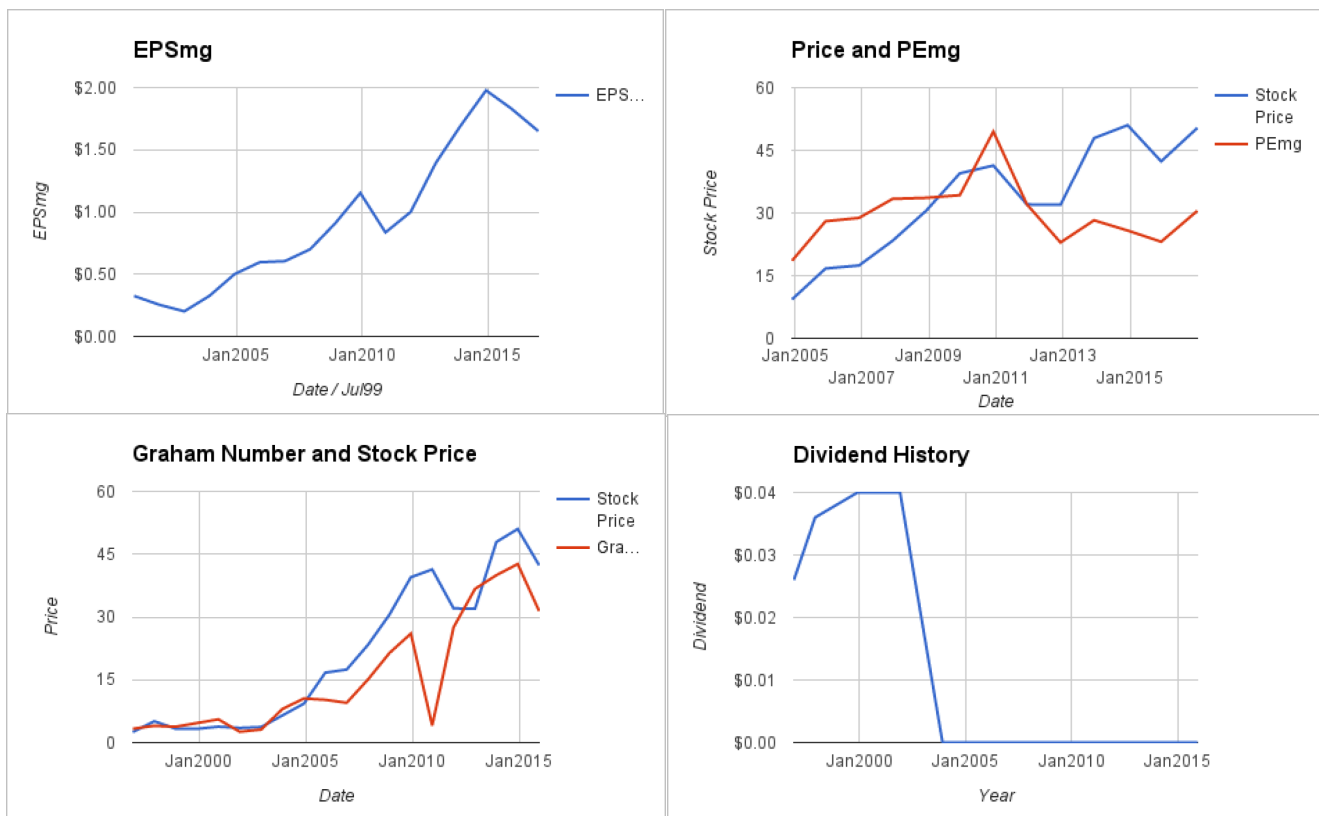 EPSmg
$2.00
$1.50
$1.00
$0.50
$0.00
EPSmg
Jan2005 Jan2010 Jan2015
Date / Jul99
EPS...
Price and PEmg
60
45
30
15
0
Stock Price
Jan2005 Jan2009 Jan2013
Jan2007 Jan2011 Jan2015
Date
Stock
Price
PEmg
Graham Number and Stock Price
60
45
30
15
0
Price
Jan2000 Jan2005 Jan2010 Jan2015
Date
Stock
Price
Gra...
Dividend History
$0.04
$0.03
$0.02
$0.01
$0.00
Dividend
Jan2000 Jan2005 Jan2010 Jan2015
Year